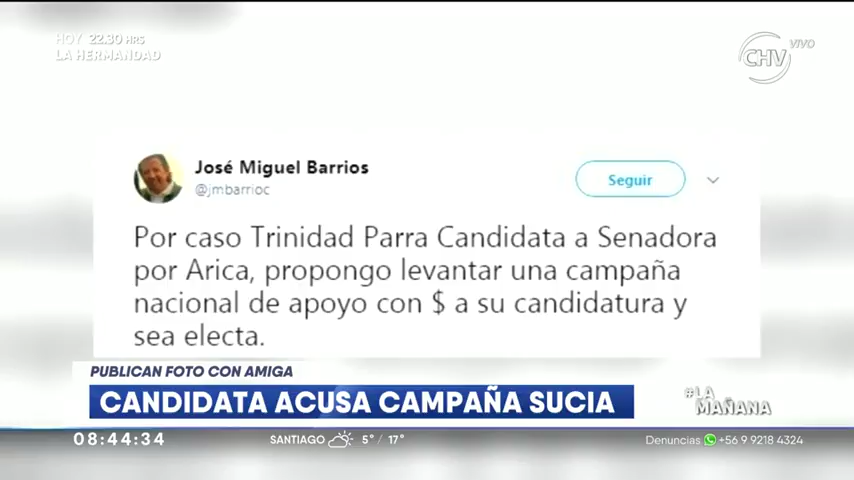 HOY 22.30 HRS
LA HERMANDAD
CHV VIVO
José Miguel Barrios
@jmbarrioc
Seguir
Por caso Trinidad Parra Candidata a Senadora
por Arica, propongo levantar una campaña
nacional de apoyo con $ a su candidatura y
sea electa.
PUBLICAN FOTO CON AMIGA
CANDIDATA ACUSA CAMPAÑA SUCIA
#LA
MAÑANA
08:44:34 SANTIAGO 5° / 17° Denuncias +56 9 9218 4324